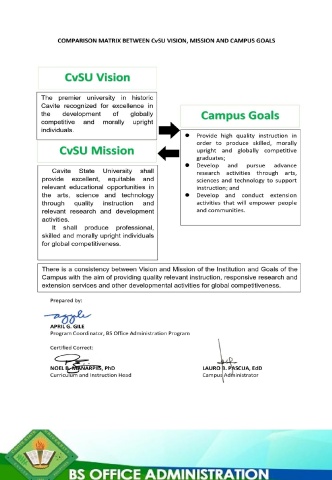 COMPARISON MATRIX BETWEEN CvSU VISION, MISSION AND CAMPUS GOALS
CvSU Vision
The premier university in historic
Cavite recognized for excellence in
the development of globally
competitive and morally upright
individuals.
CvSU Mission
Cavite State University shall
provide excellent, equitable and
relevant educational opportunities in
the arts, science and technology
through quality instruction and
relevant research and development
activities.
It shall produce professional,
skilled and morally upright individuals
for global competitiveness.
Campus Goals
● Provide high quality instruction in
order to produce skilled, morally
upright and globally competitive
graduates;
● Develop and pursue advance
research activities through arts,
sciences and technology to support
instruction; and
● Develop and conduct extension
activities that will empower people
and communities.
There is a consistency between Vision and Mission of the Institution and Goals of the
Campus with the aim of providing quality relevant instruction, responsive research and
extension services and other developmental activities for global competitiveness.
Prepared by:
APRIL G. GILE
Program Coordinator, BS Office Administration Program
Certified Correct:
NOEL B. MANARPIIS, PhD
Curriculum and Instruction Head
LAURO B. PASCUA, EdD
Campus Administrator
BS OFFICE ADMINISTRATION